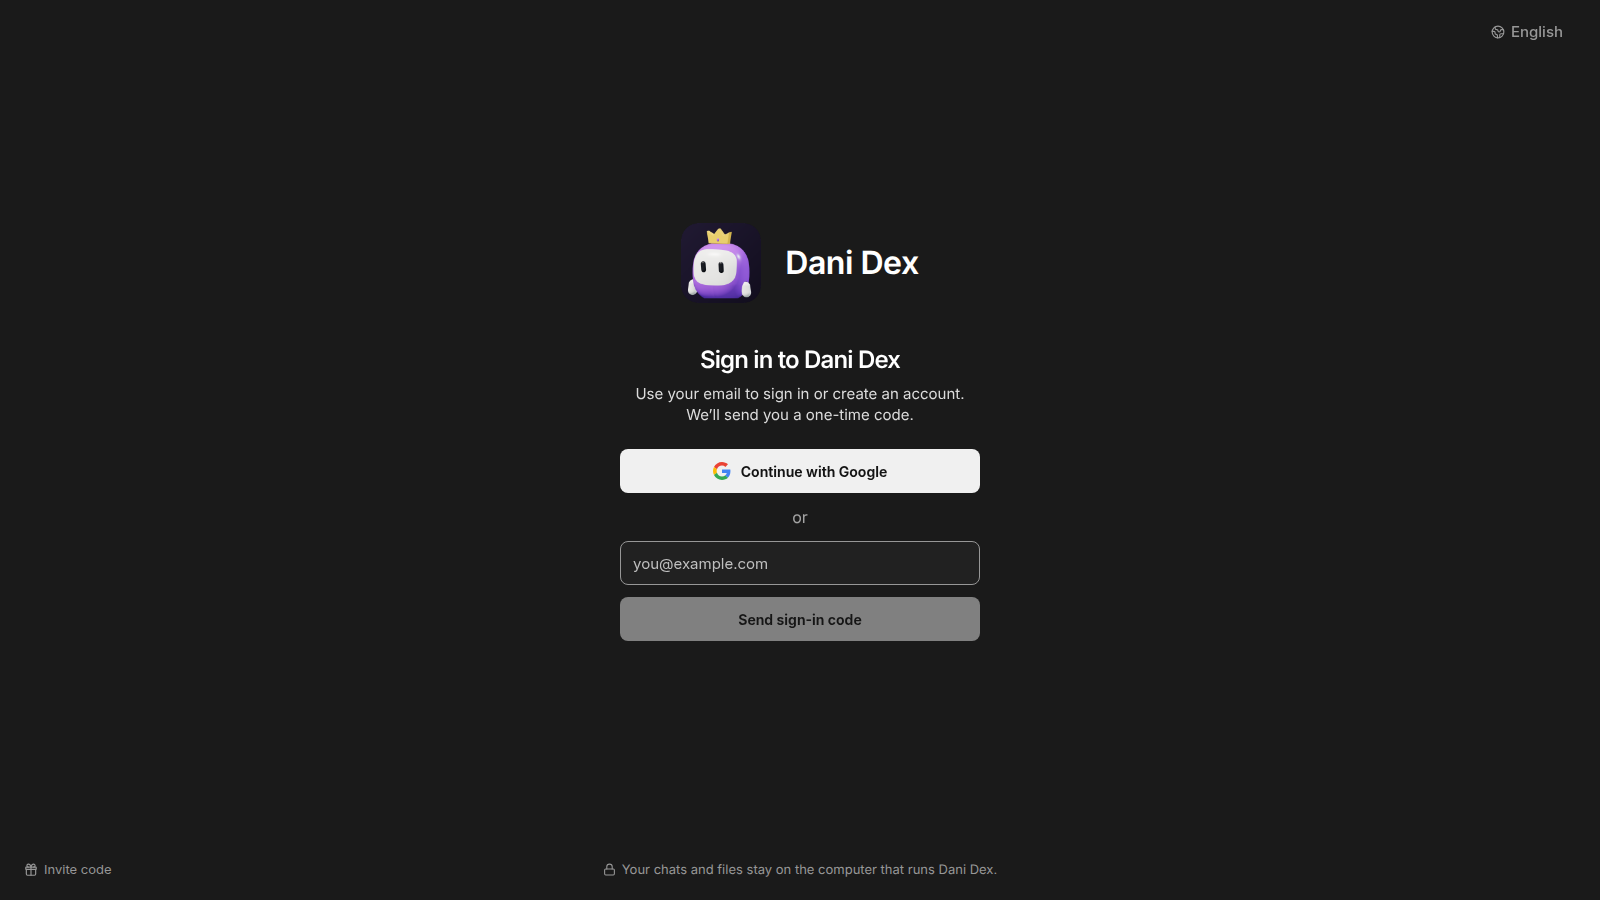 English
Dani Dex
Sign in to Dani Dex
Use your email to sign in or create an account.
We’ll send you a one-time code.
Continue with Google
or
you@example.com
Send sign-in code
Invite code
Your chats and files stay on the computer that runs Dani Dex.